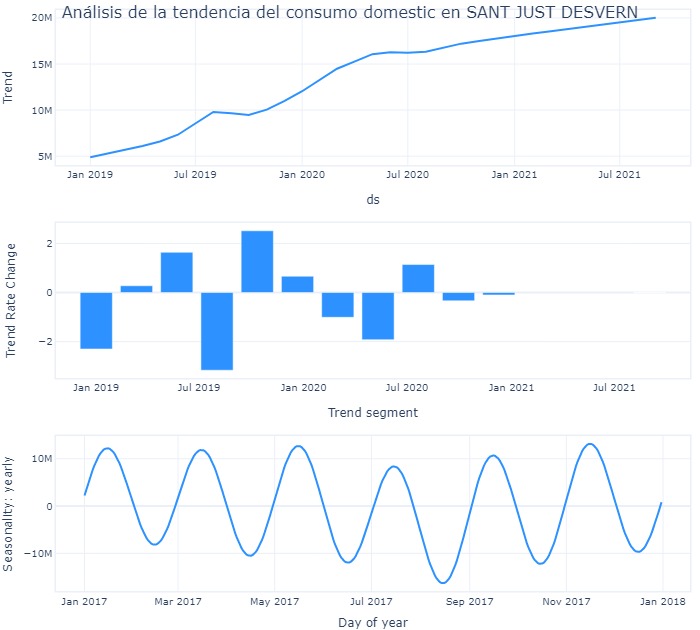 Análisis de la tendencia del consumo domestic en SANT JUST DESVERN
20M
15M
10M
5M
Trend
Jan 2019
Jul 2019
Jan 2020
Jul 2020
Jan 2021
Jul 2021
ds
2
0
−2
Trend Rate Change
Jan 2019
Jul 2019
Jan 2020
Jul 2020
Jan 2021
Jul 2021
Trend segment
10M
0
−10M
Seasonality: yearly
Jan 2017
Mar 2017
May 2017
Jul 2017
Sep 2017
Nov 2017
Jan 2018
Day of year